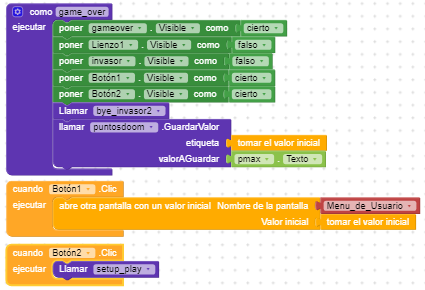 como game_over
ejecutar poner gameover . Visible como cierto
poner Lienzo1 . Visible como falso
poner invasor . Visible como falso
poner Botón1 . Visible como cierto
poner Botón2 . Visible como cierto
Llamar bye_invasor2
llamar puntosdoom .GuardarValor
etiqueta tomar el valor inicial
valorAGuardar pmax . Texto
cuando Botón1 .Clic
ejecutar abre otra pantalla con un valor inicial Nombre de la pantalla Menu_de_Usuario
Valor inicial tomar el valor inicial
cuando Botón2 .Clic
ejecutar Llamar setup_play